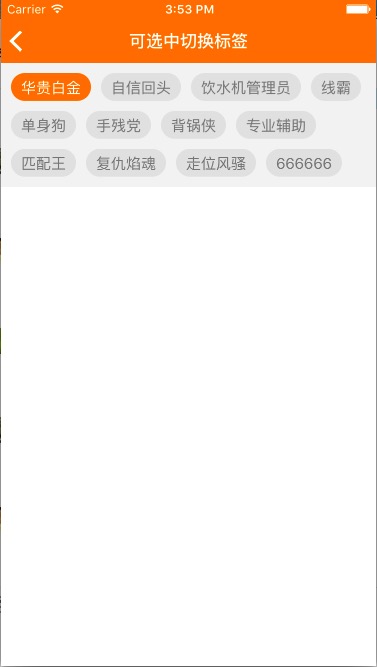 Carrier 3:53 PM
可选中切换标签
华贵白金 自信回头 饮水机管理员 线霸
单身狗 手残党 背锅侠 专业辅助
匹配王 复仇焰魂 走位风骚 666666